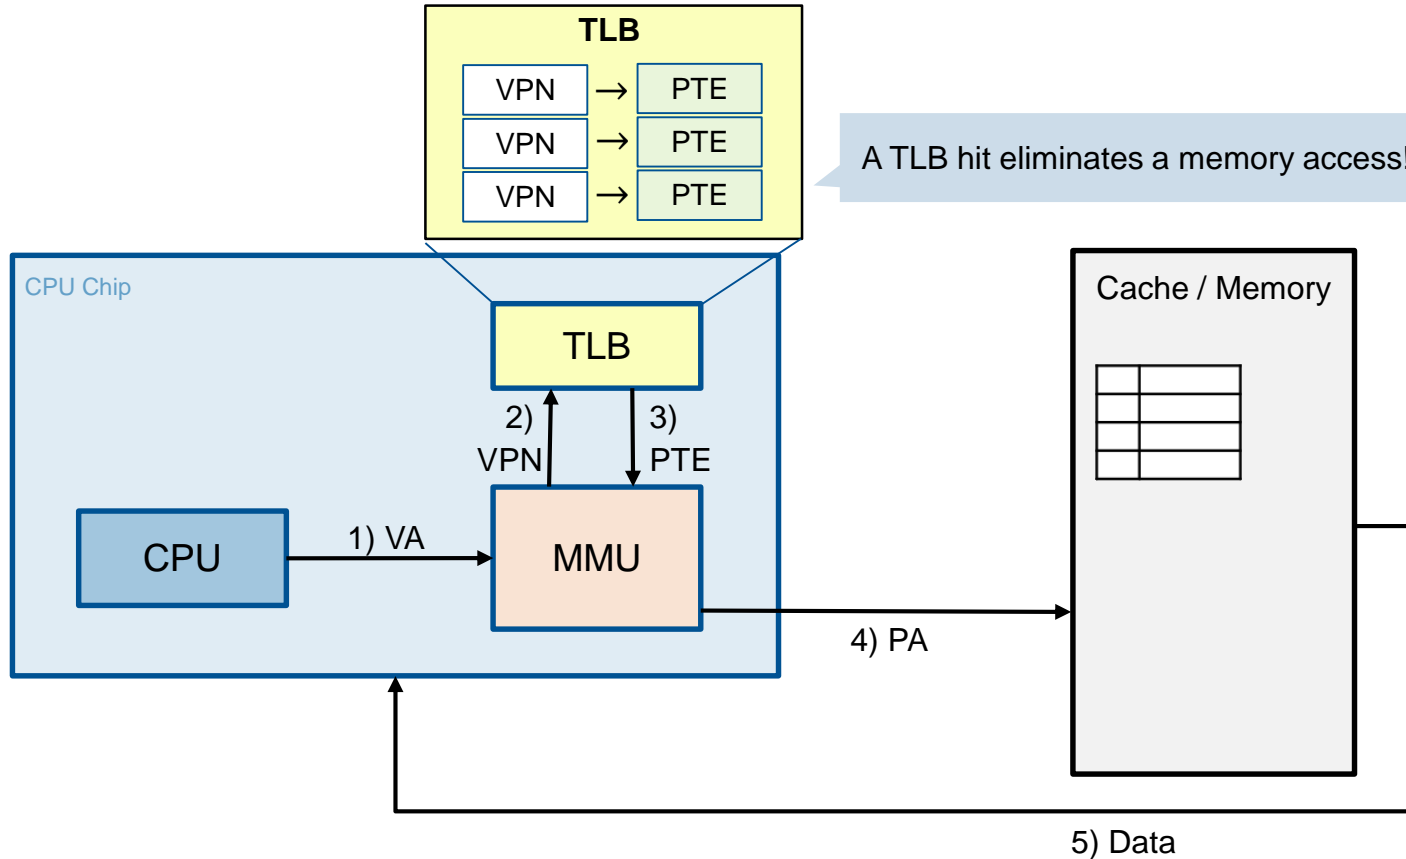 TLB
VPN → PTE
VPN → PTE
VPN → PTE
A TLB hit eliminates a memory access!
CPU Chip
Cache / Memory
TLB
2)
3)
VPN
PTE
1) VA
CPU
MMU
4) PA
5) Data